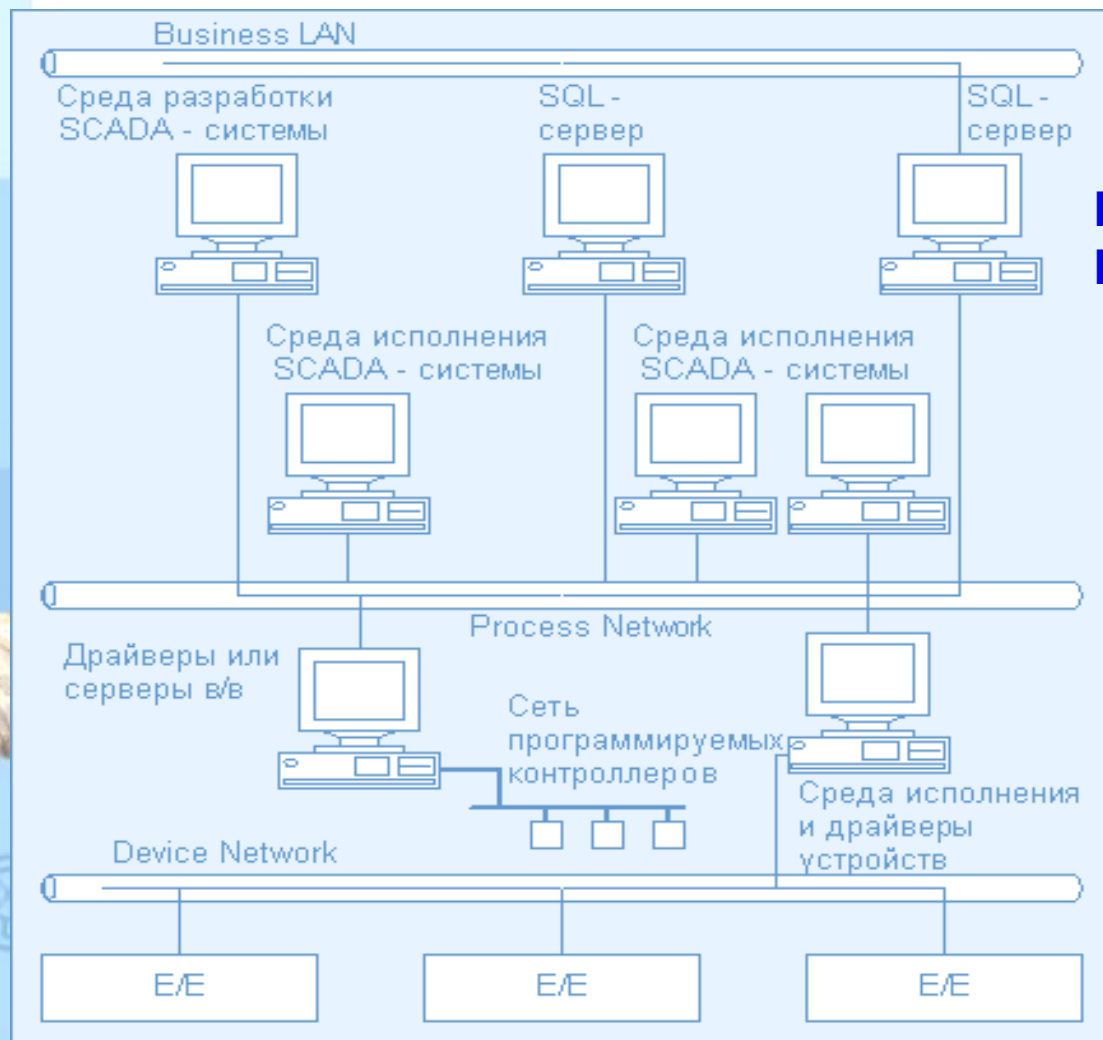 Business LAN
Среда разработки
SCADA - системы
SQL -
сервер
SQL -
сервер
Среда исполнения
SCADA - системы
Среда исполнения
SCADA - системы
Process Network
Драйверы или
серверы в/в
Сеть
программируемых
контроллеров
Среда исполнения
и драйверы
устройств
Device Network
E/E
E/E
E/E